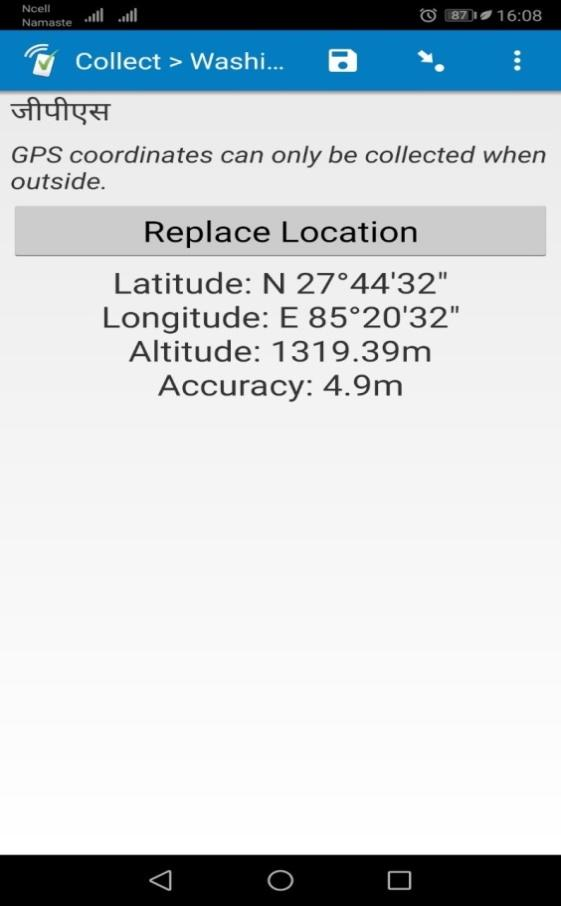 Ncell
Namaste
87 16:08
Collect > Washi...
जीपीएस
GPS coordinates can only be collected when
outside.
Replace Location
Latitude: N 27°44'32"
Longitude: E 85°20'32"
Altitude: 1319.39m
Accuracy: 4.9m